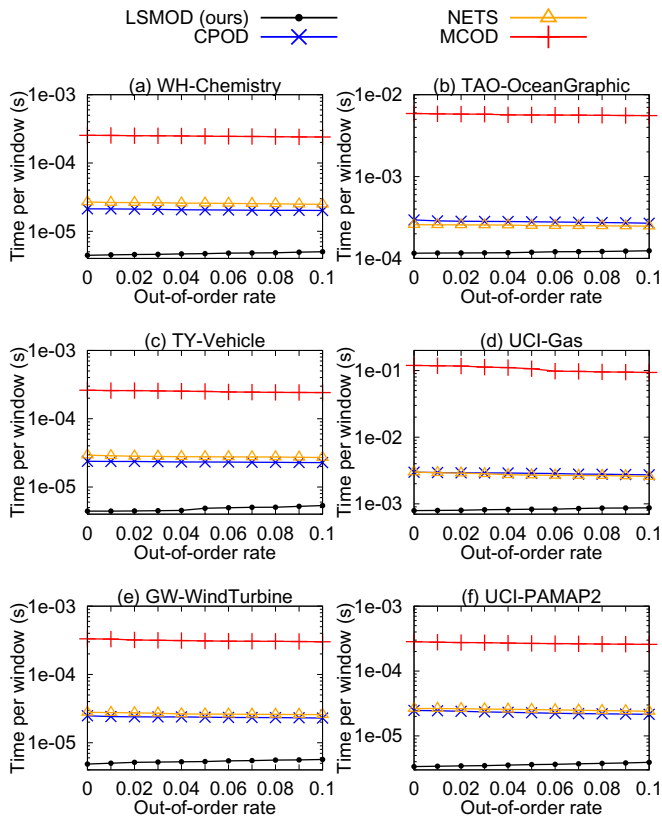 LSMOD (ours)
CPOD
NETS
MCOD
(a) WH-Chemistry
Time per window (s)
1e-03
1e-04
1e-05
0 0.02 0.04 0.06 0.08 0.1
Out-of-order rate
(b) TAO-OceanGraphic
Time per window (s)
1e-02
1e-03
1e-04
0 0.02 0.04 0.06 0.08 0.1
Out-of-order rate
(c) TY-Vehicle
Time per window (s)
1e-03
1e-04
1e-05
0 0.02 0.04 0.06 0.08 0.1
Out-of-order rate
(d) UCI-Gas
Time per window (s)
1e-01
1e-02
1e-03
0 0.02 0.04 0.06 0.08 0.1
Out-of-order rate
(e) GW-WindTurbine
Time per window (s)
1e-03
1e-04
1e-05
0 0.02 0.04 0.06 0.08 0.1
Out-of-order rate
(f) UCI-PAMAP2
Time per window (s)
1e-03
1e-04
1e-05
0 0.02 0.04 0.06 0.08 0.1
Out-of-order rate